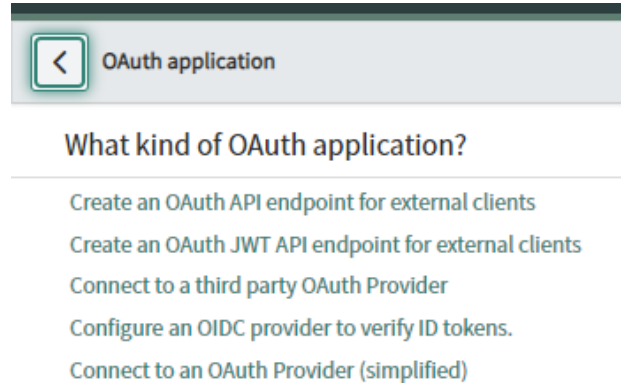 OAuth application
What kind of OAuth application?
Create an OAuth API endpoint for external clients
Create an OAuth JWT API endpoint for external clients
Connect to a third party OAuth Provider
Configure an OIDC provider to verify ID tokens.
Connect to an OAuth Provider (simplified)